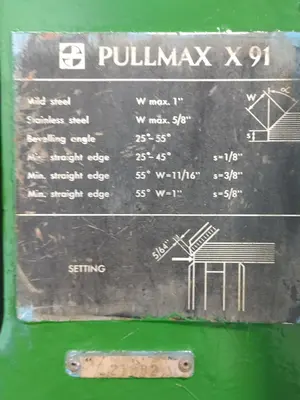 PULLMAX X 91
Mild steel W max. 1"
Stainless steel W max. 5/8"
Bevelling angle 25°-55°
Min. straight edge 25°-45° s=1/8"
Min. straight edge 55° W=11/16" s=3/8"
Min. straight edge 55° W=1" s=5/8"
W
α
s
5/64"
SETTING